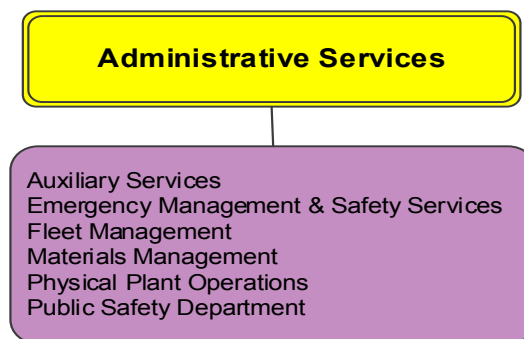 Administrative Services
Auxiliary Services
Emergency Management & Safety Services
Fleet Management
Materials Management
Physical Plant Operations
Public Safety Department